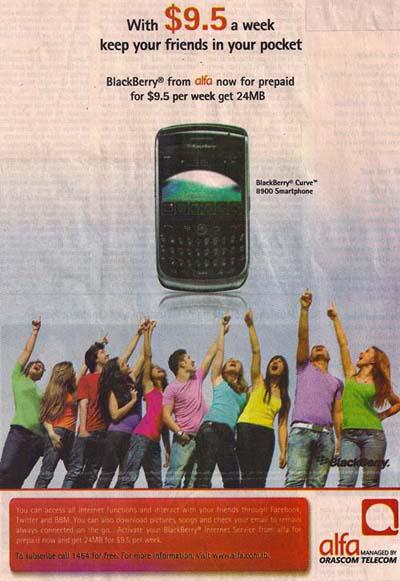 With $9.5 a week
keep your friends in your pocket
BlackBerry® from alfa now for prepaid
for $9.5 per week get 24MB
BlackBerry
BlackBerry® Curve™
8900 Smartphone
BlackBerry.
You can access all internet functions and interact with your friends through Facebook,
Twitter and BBM. You can also download pictures, songs and check your email to remain
always connected on the go. Activate your BlackBerry® Internet Service from alfa for
prepaid now and get 24MB for $9.5 per week.
To subscribe call 1464 for free. For more information, visit www.alfa.com.lb.
alfa MANAGED BY
ORASCOM TELECOM